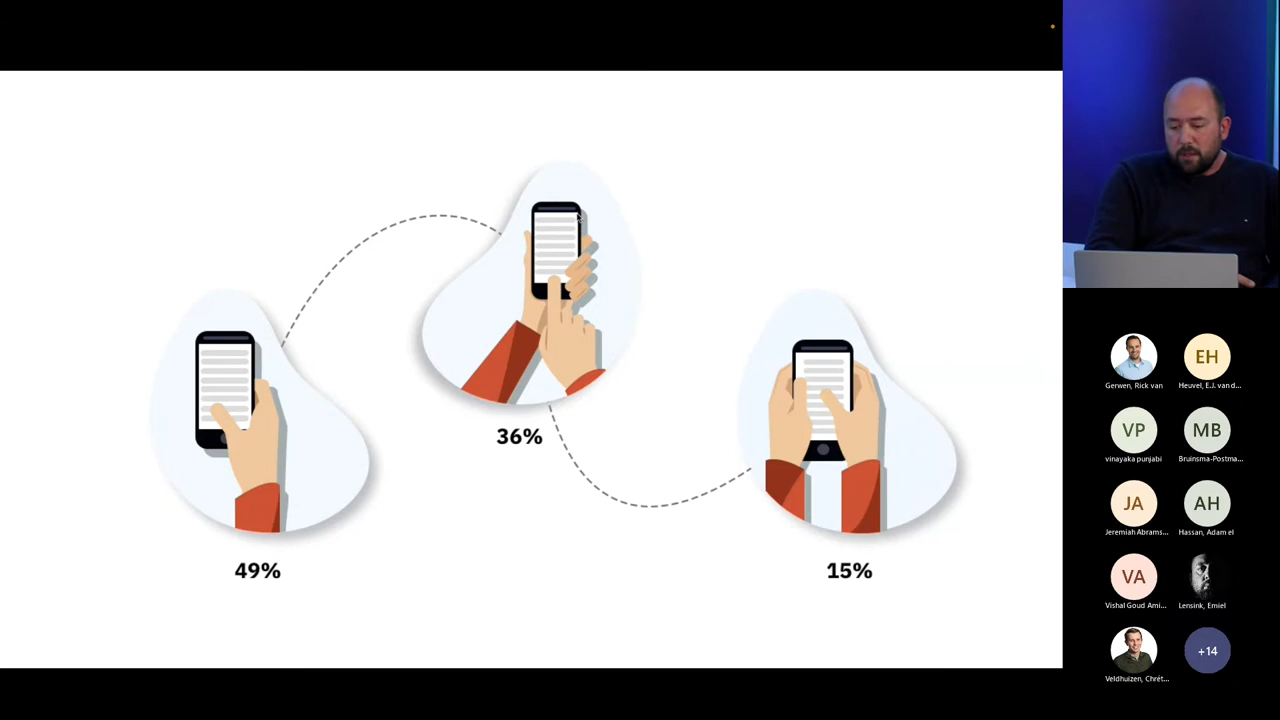 36%
49%
15%
Gerwen, Rick van
EH
Heuvel, E.J. van d...
VP
vinayaka punjabi
MB
Bruinsma-Postma...
JA
Jeremiah Abrams...
AH
Hassan, Adam el
VA
Vishal Goud Ami...
Lensink, Emiel
Veldhuizen, Chrét...
+14